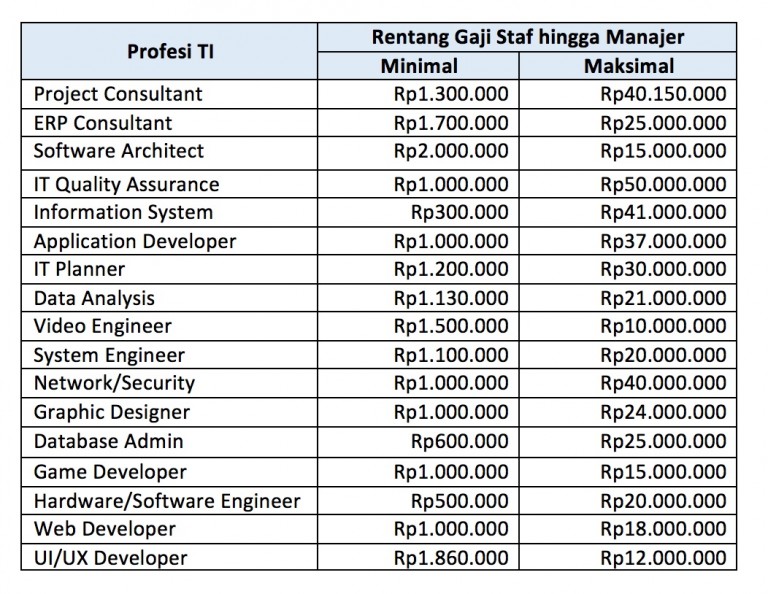 Profesi TI Rentang Gaji Staf hingga Manajer
Minimal Maksimal
Project Consultant Rp1.300.000 Rp40.150.000
ERP Consultant Rp1.700.000 Rp25.000.000
Software Architect Rp2.000.000 Rp15.000.000
IT Quality Assurance Rp1.000.000 Rp50.000.000
Information System Rp300.000 Rp41.000.000
Application Developer Rp1.000.000 Rp37.000.000
IT Planner Rp1.200.000 Rp30.000.000
Data Analysis Rp1.130.000 Rp21.000.000
Video Engineer Rp1.500.000 Rp10.000.000
System Engineer Rp1.100.000 Rp20.000.000
Network/Security Rp1.000.000 Rp40.000.000
Graphic Designer Rp1.000.000 Rp24.000.000
Database Admin Rp600.000 Rp25.000.000
Game Developer Rp1.000.000 Rp15.000.000
Hardware/Software Engineer Rp500.000 Rp20.000.000
Web Developer Rp1.000.000 Rp18.000.000
UI/UX Developer Rp1.860.000 Rp12.000.000